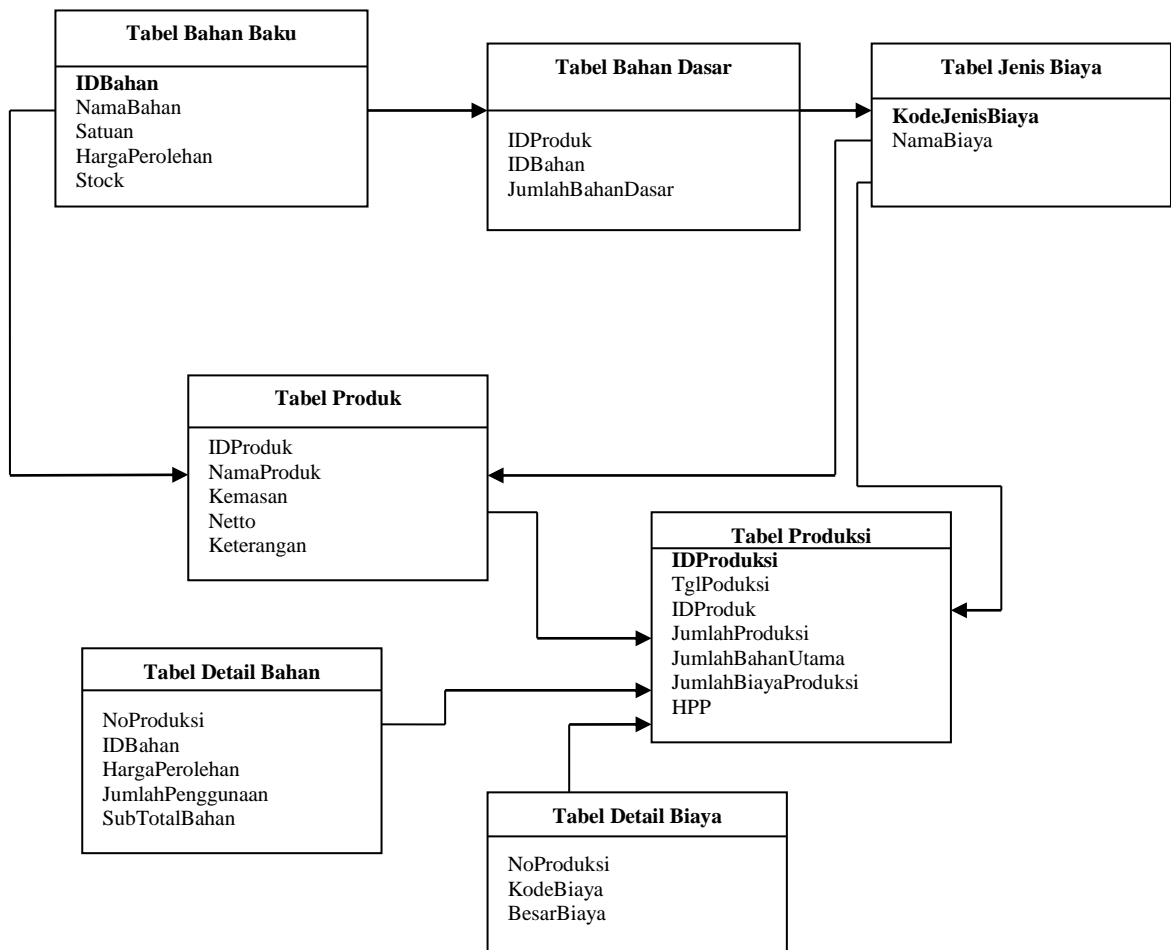 Tabel Bahan Baku
IDBahan
NamaBahan
Satuan
HargaPerolehan
Stock
Tabel Bahan Dasar
IDProduk
IDBahan
JumlahBahanDasar
Tabel Jenis Biaya
KodeJenisBiaya
NamaBiaya
Tabel Produk
IDProduk
NamaProduk
Kemasan
Netto
Keterangan
Tabel Produksi
IDProduksi
TglPoduksi
IDProduk
JumlahProduksi
JumlahBahanUtama
JumlahBiayaProduksi
HPP
Tabel Detail Bahan
NoProduksi
IDBahan
HargaPerolehan
JumlahPenggunaan
SubTotalBahan
Tabel Detail Biaya
NoProduksi
KodeBiaya
BesarBiaya